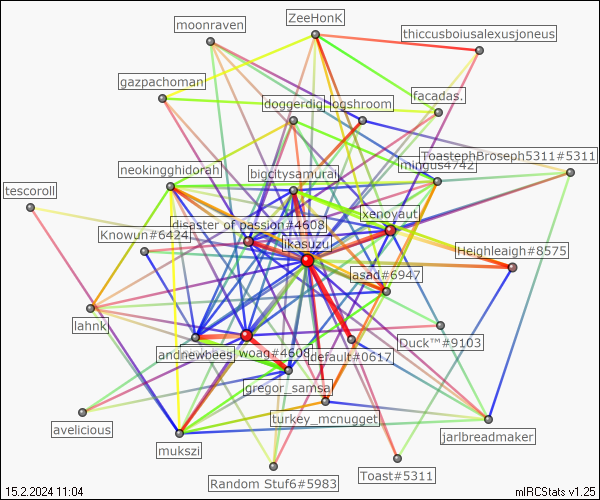 ZeeHonK
moonraven
thiccusboiusalexusjoneus
gazpachoman
facadas.
doggerdig
ogshroom
ToastephBroseph5311#5311
mingus4742
neokingghidorah
bigcitysamurai
tescoroll
xenoyaut
disaster of passion#4608
Knowun#6424
likasuzu
Heighleaigh#8575
asad#6947
lahnk
Duck™#9103
andnewbees
woag#4608
default#0617
gregor_samsa
avelicious
turkey_mcnugget
jarlbreadmaker
mukszi
Toast#5311
Random Stuf6#5983
15.2.2024 11:04
mIRCStats v1.25